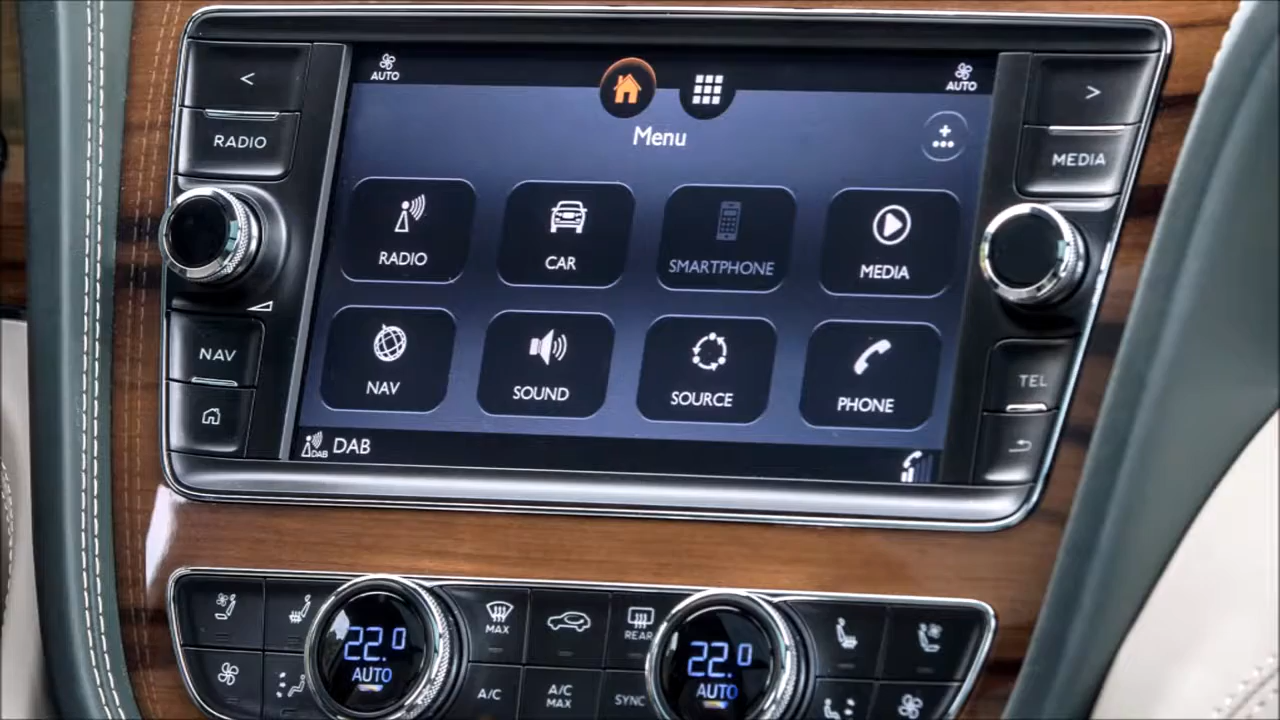 <
AUTO
AUTO
>
RADIO
Menu
MEDIA
RADIO
CAR
SMARTPHONE
MEDIA
NAV
NAV
SOUND
SOURCE
PHONE
TEL
DAB
DAB
MAX
REAR
22.0
AUTO
22.0
AUTO
A/C
A/C
MAX
SYNC